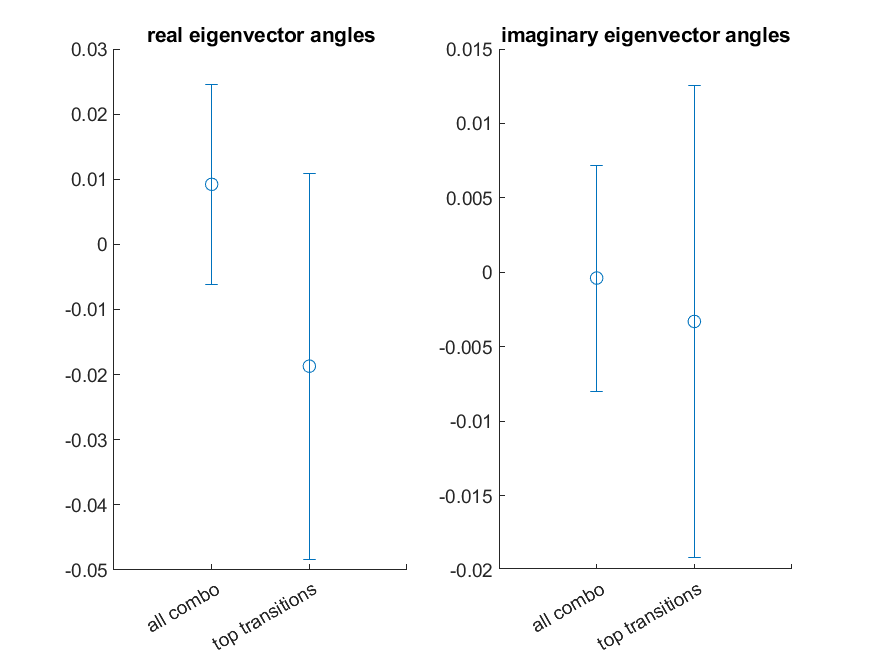 real eigenvector angles
0.03
0.02
0.01
0
-0.01
-0.02
-0.03
-0.04
-0.05
all combo
top transitions
imaginary eigenvector angles
0.015
0.01
0.005
0
-0.005
-0.01
-0.015
-0.02
all combo
top transitions